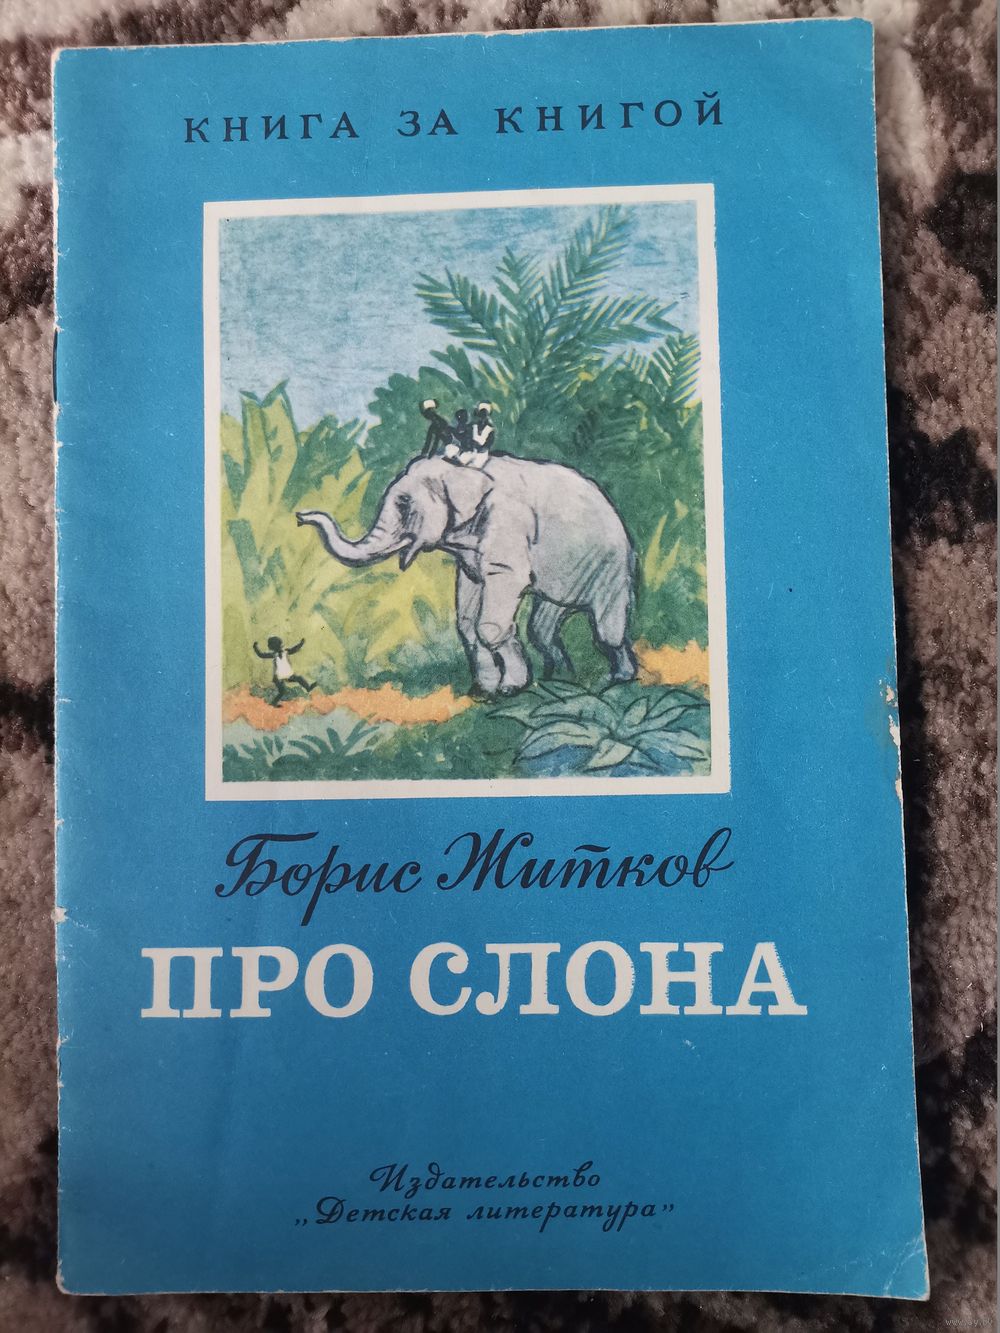 КНИГА ЗА КНИГОЙ
Борис Житков
ПРО СЛОНА
Издательство
„Детская литература"